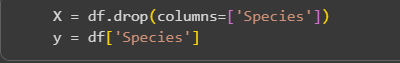 X = df.drop(columns=['Species'])
y = df['Species']